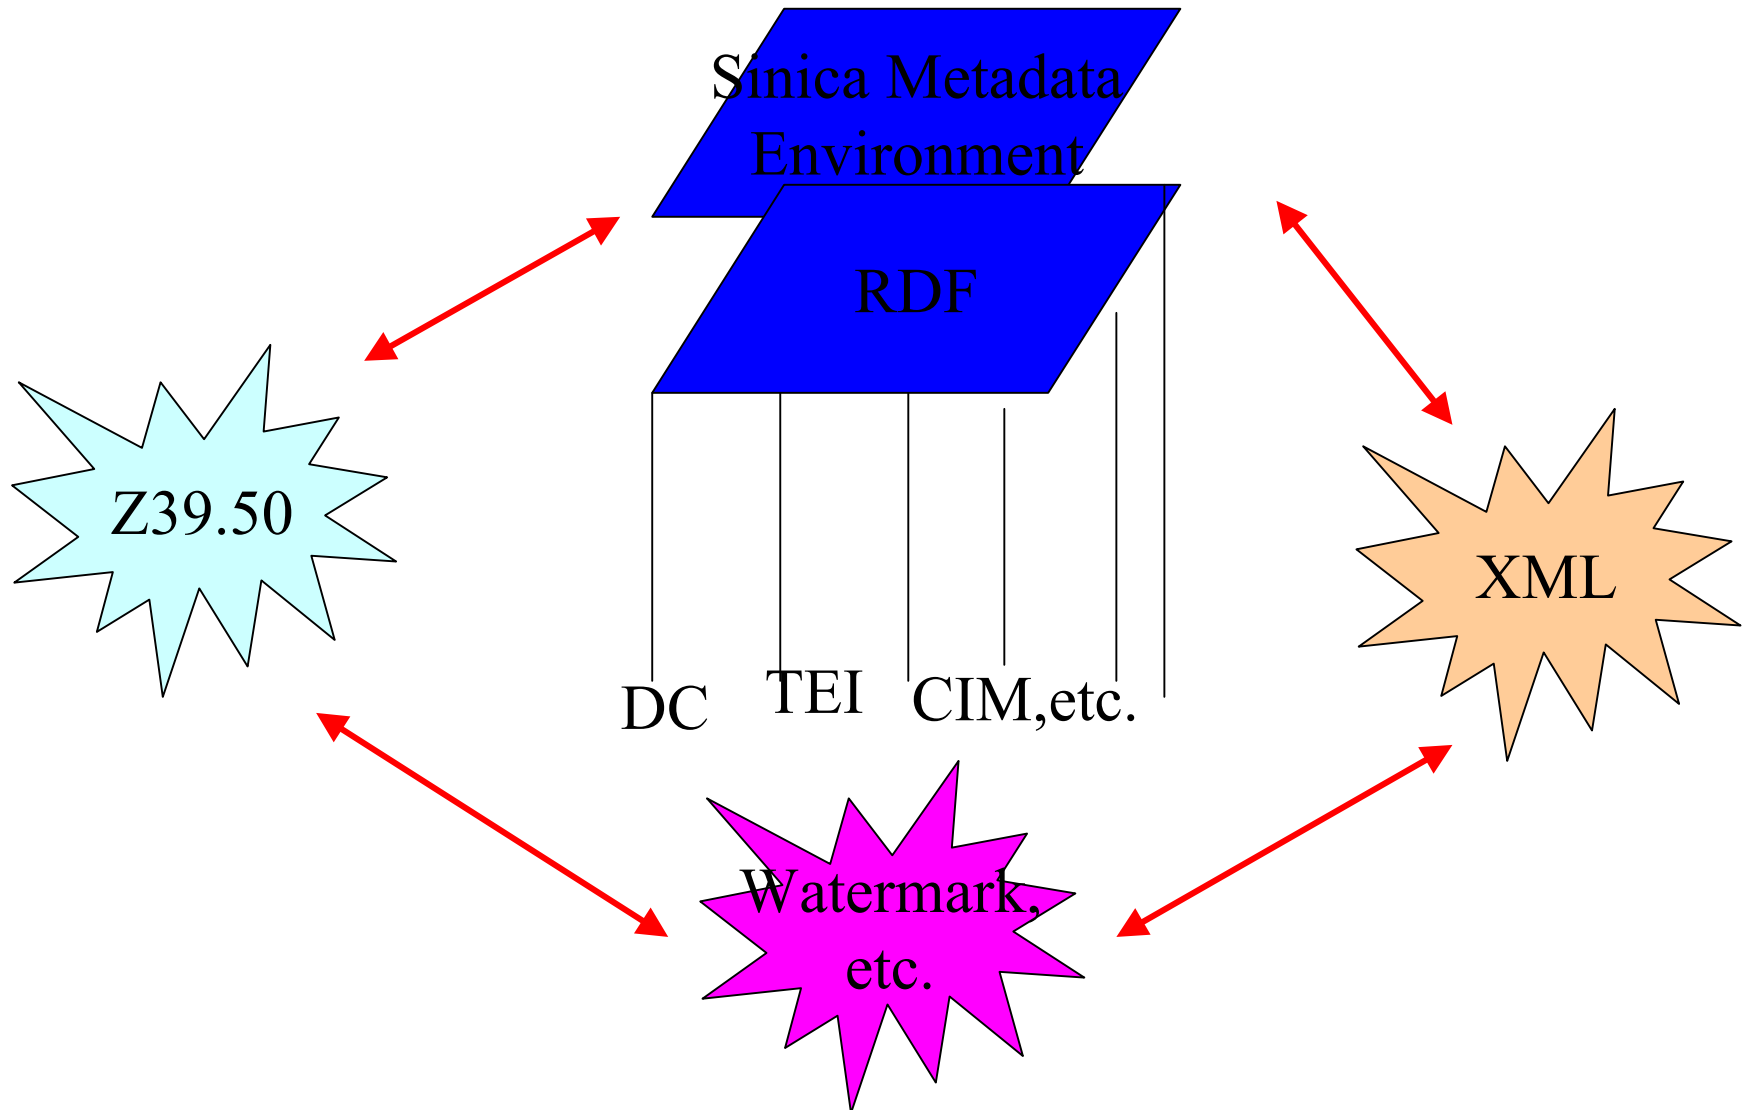 Sinica Metadata
Environment
RDF
Z39.50
XML
DC
TEI
CIM,etc.
Watermark,
etc.